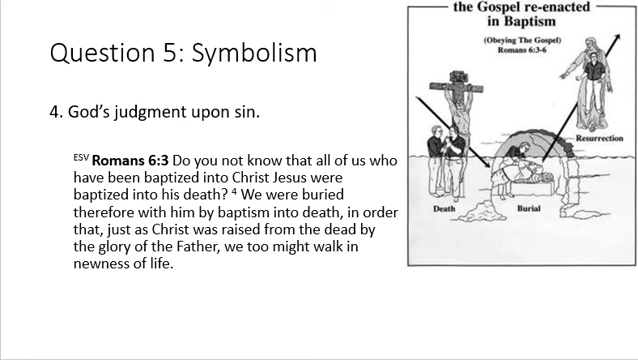 Question 5: Symbolism
4. God’s judgment upon sin.
ESV Romans 6:3 Do you not know that all of us who
have been baptized into Christ Jesus were
baptized into his death? 4 We were buried
therefore with him by baptism into death, in order
that, just as Christ was raised from the dead by
the glory of the Father, we too might walk in
newness of life.
the Gospel re-enacted
in Baptism
(Obeying The Gospel)
Romans 6:3-6
Resurrection
Death
Burial